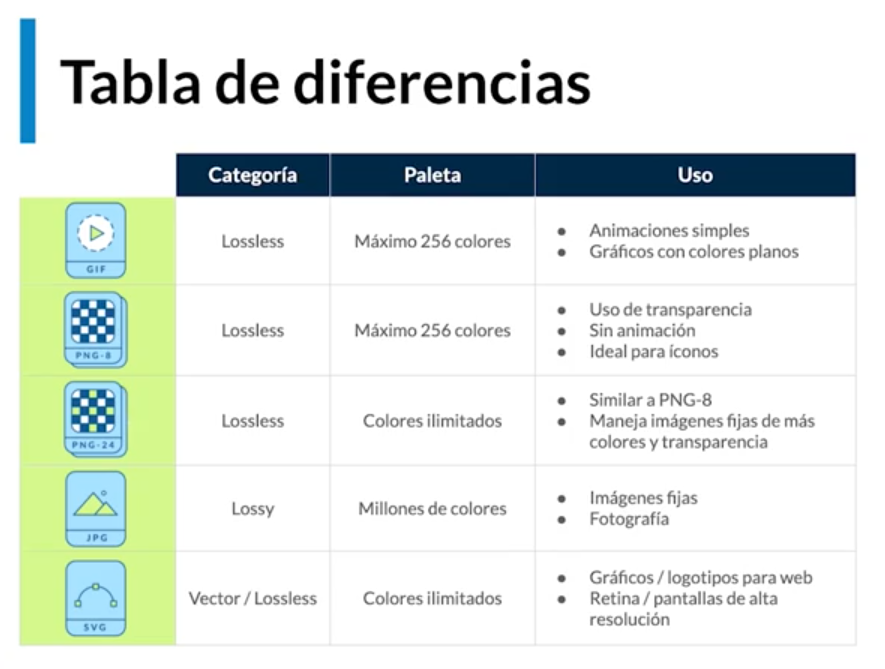 Tabla de diferencias
Categoría Paleta Uso
GIF Lossless Máximo 256 colores
● Animaciones simples
● Gráficos con colores planos
PNG-8 Lossless Máximo 256 colores
● Uso de transparencia
● Sin animación
● Ideal para íconos
PNG-24 Lossless Colores ilimitados
● Similar a PNG-8
● Maneja imágenes fijas de más
colores y transparencia
JPG Lossy Millones de colores
● Imágenes fijas
● Fotografía
SVG Vector / Lossless Colores ilimitados
● Gráficos / logotipos para web
● Retina / pantallas de alta
resolución